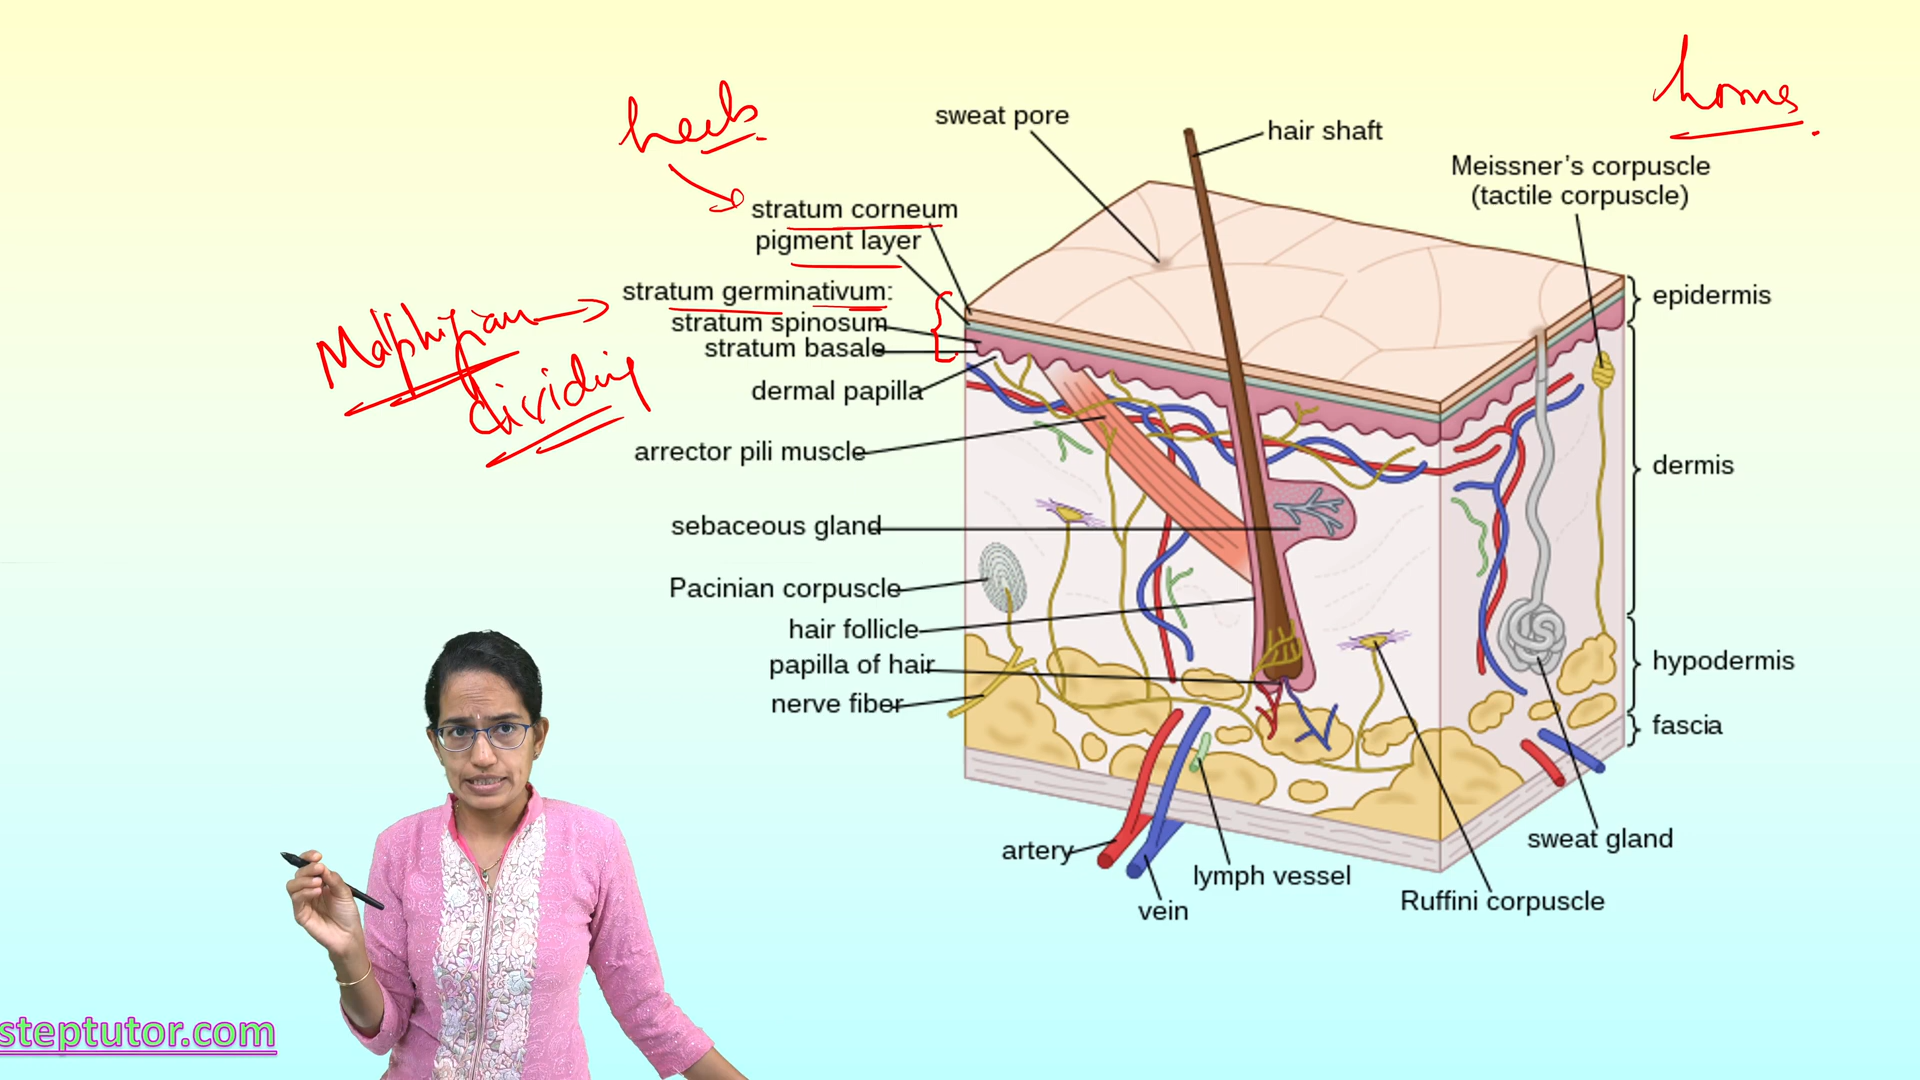 heels
homs
sweat pore
hair shaft
Meissner's corpuscle
(tactile corpuscle)
stratum corneum
pigment layer
stratum germinativum:
stratum spinosum
stratum basale
Malphigian
dividing
dermal papilla
arrector pili muscle
sebaceous gland
Pacinian corpuscle
hair follicle
papilla of hair
nerve fiber
epidermis
dermis
hypodermis
fascia
artery
vein
lymph vessel
sweat gland
Ruffini corpuscle
steptutor.com